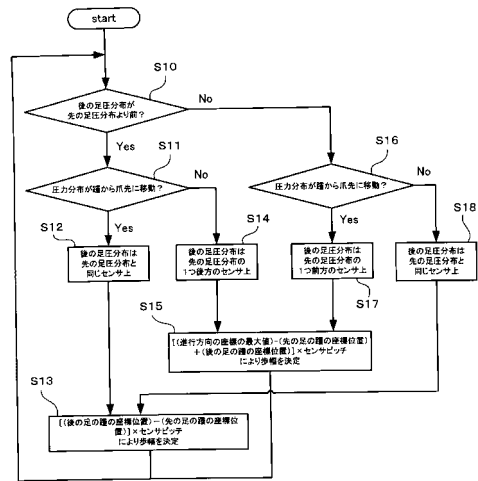 start
S10
後の足圧分布が
先の足圧分布より前？
No
Yes
S11
S16
圧力分布が踵から爪先に移動？
No
圧力分布が踵から爪先に移動？
No
S12
Yes
S14
Yes
S18
後の足圧分布は
先の足圧分布と
同じセンサ上
後の足圧分布は
先の足圧分布の
1つ後方のセンサ上
後の足圧分布は
先の足圧分布の
1つ前方のセンサ上
後の足圧分布は
先の足圧分布と
同じセンサ上
S17
S15
[(進行方向の座標の最大値)-(先の足の踵の座標位置)
+(後の足の踵の座標位置)]×センサピッチ
により歩幅を決定
S13
[(後の足の踵の座標位置)-(先の足の踵の座標位
置)]×センサピッチ
により歩幅を決定